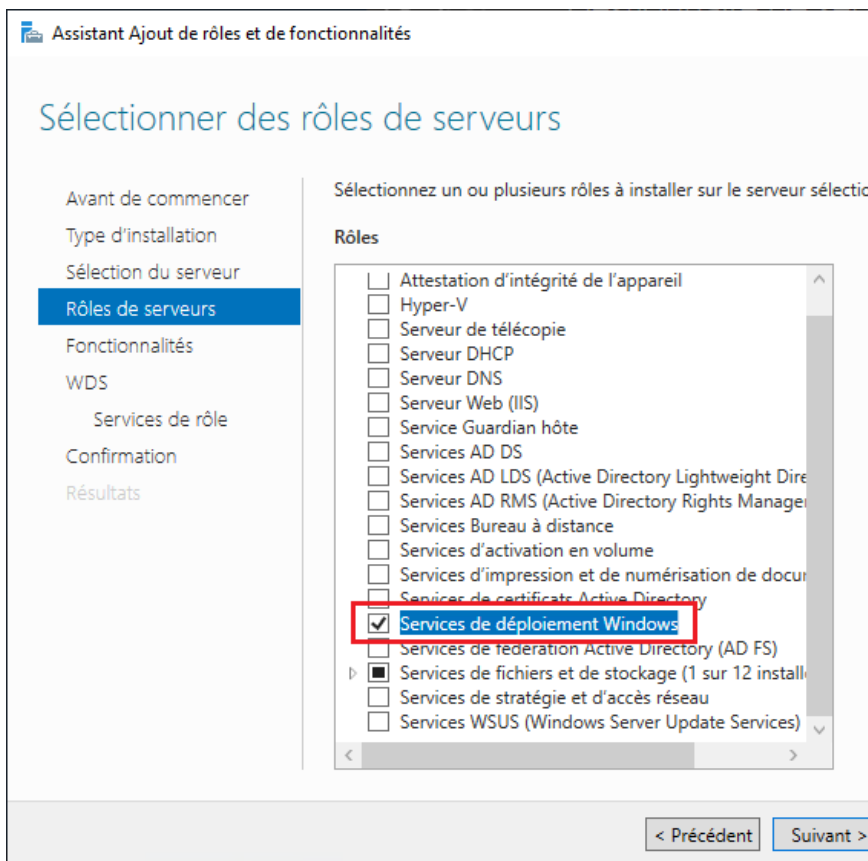 Assistant Ajout de rôles et de fonctionnalités
Sélectionner des rôles de serveurs
Avant de commencer
Type d'installation
Sélection du serveur
Rôles de serveurs
Fonctionnalités
WDS
Services de rôle
Confirmation
Résultats
Sélectionnez un ou plusieurs rôles à installer sur le serveur sélectio
Rôles
Attestation d'intégrité de l'appareil
Hyper-V
Serveur de télécopie
Serveur DHCP
Serveur DNS
Serveur Web (IIS)
Service Guardian hôte
Services AD DS
Services AD LDS (Active Directory Lightweight Dire
Services AD RMS (Active Directory Rights Manager
Services Bureau à distance
Services d'activation en volume
Services d'impression et de numérisation de docur
Services de certificats Active Directory
Services de déploiement Windows
Services de fédération Active Directory (AD FS)
Services de fichiers et de stockage (1 sur 12 install
Services de stratégie et d'accès réseau
Services WSUS (Windows Server Update Services)
< Précédent
Suivant >